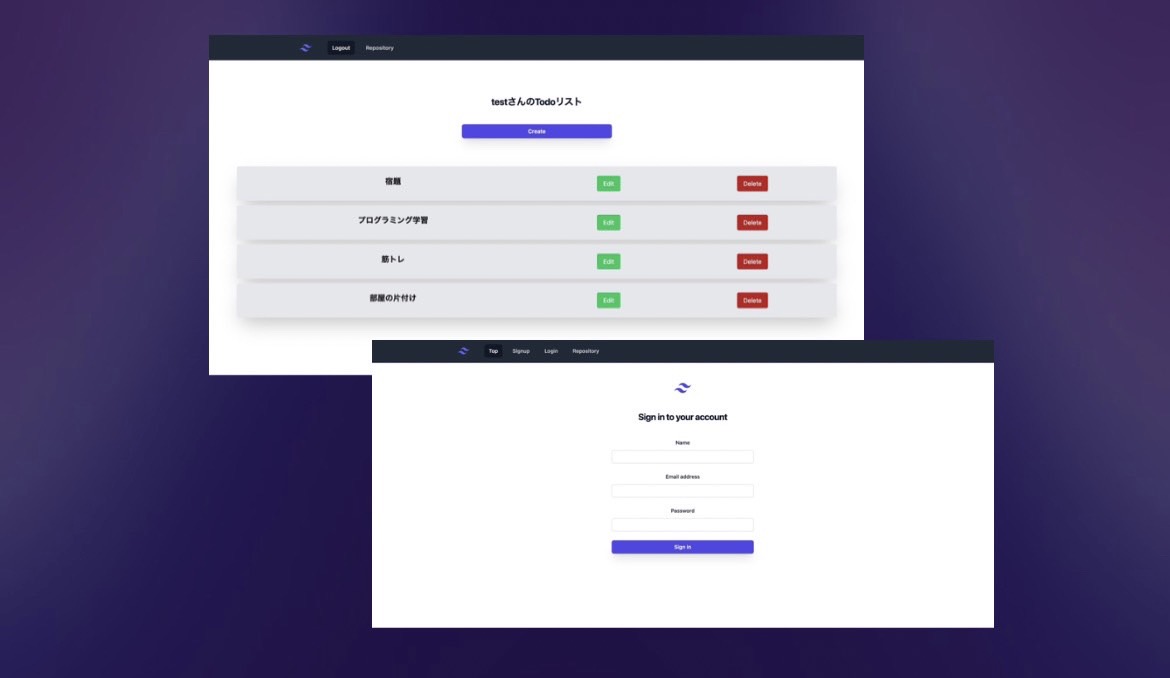 Logout Repository
testさんのTodoリスト
Create
宿題 Edit Delete
プログラミング学習 Edit Delete
筋トレ Edit Delete
部屋の片付け Edit Delete
Top Signup Login Repository
Sign in to your account
Name
Email address
Password
Sign in